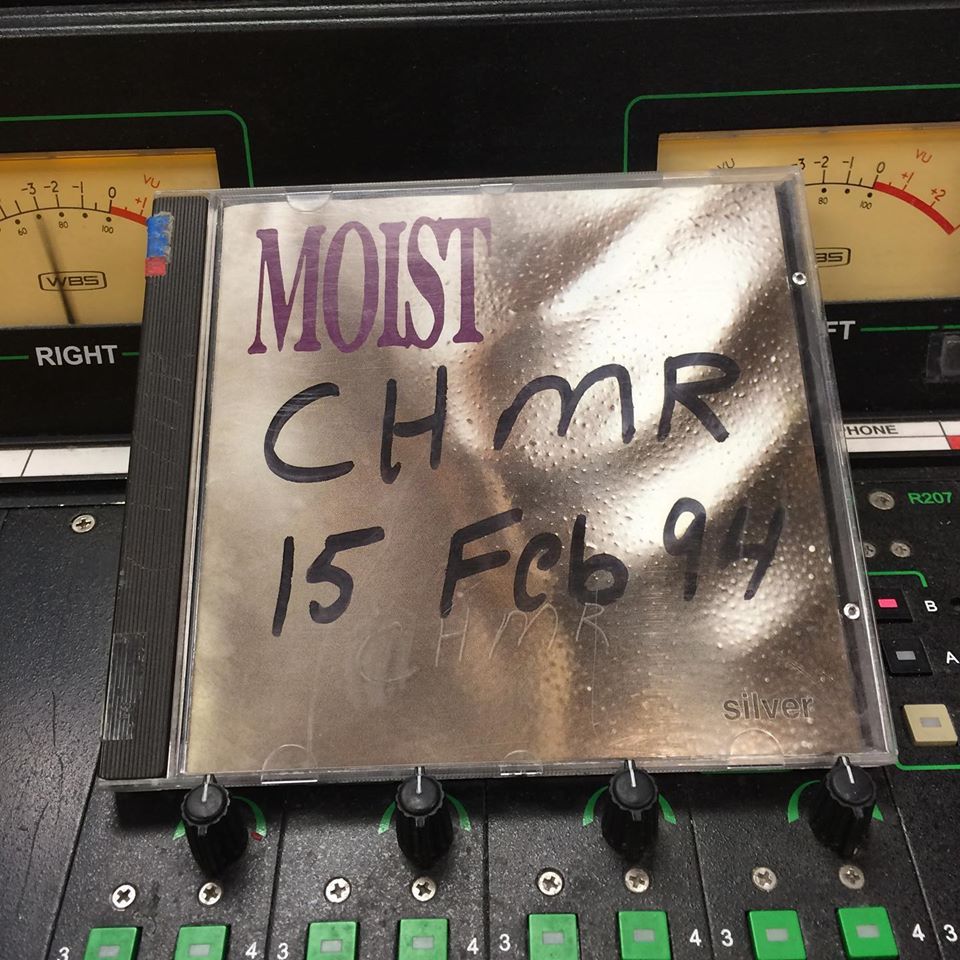 -3 -2 -1 0 +1
VU
60 80 100
WBS
RIGHT
VU
-3 -2 -1 0 +1 +2
80 100
BS
FT
MOIST
CHMR
15 Feb 94
CHMR
silver
PHONE
R207
B
A
3 4 3 4 3 4 3 4 3